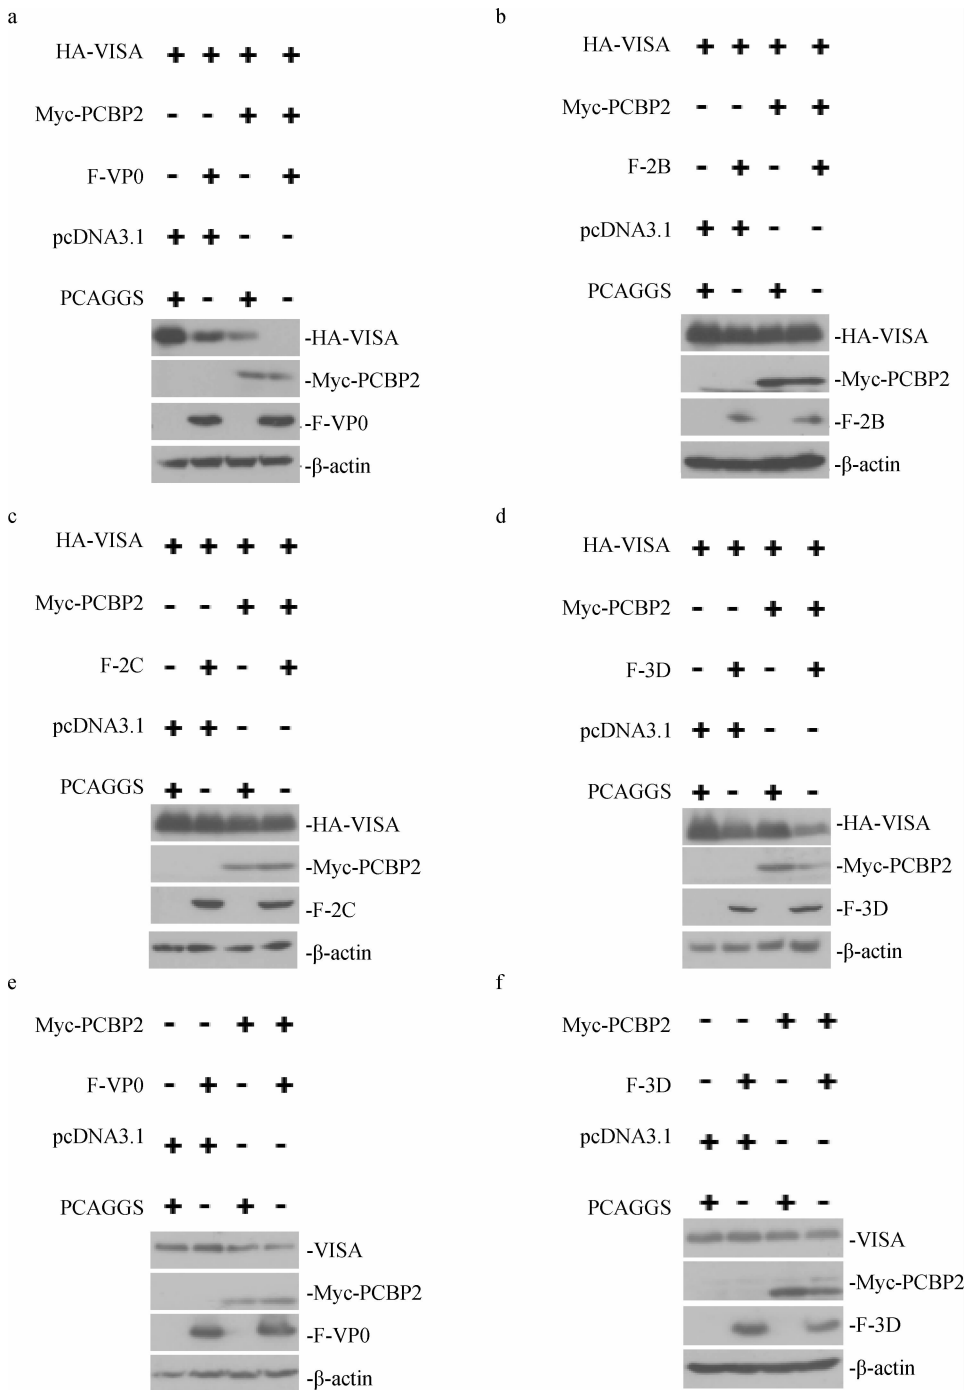 a
HA-VISA + + + +
Myc-PCBP2 - - + +
F-VP0 - + - +
pcDNA3.1 + + - -
PCAGGS + - + -
-HA-VISA
-Myc-PCBP2
-F-VP0
-β-actin
b
HA-VISA + + + +
Myc-PCBP2 - - + +
F-2B - + - +
pcDNA3.1 + + - -
PCAGGS + - + -
-HA-VISA
-Myc-PCBP2
-F-2B
-β-actin
c
HA-VISA + + + +
Myc-PCBP2 - - + +
F-2C - + - +
pcDNA3.1 + + - -
PCAGGS + - + -
-HA-VISA
-Myc-PCBP2
-F-2C
-β-actin
d
HA-VISA + + + +
Myc-PCBP2 - - + +
F-3D - + - +
pcDNA3.1 + + - -
PCAGGS + - + -
-HA-VISA
-Myc-PCBP2
-F-3D
-β-actin
e
Myc-PCBP2 - - + +
F-VP0 - + - +
pcDNA3.1 + + - -
PCAGGS + - + -
-VISA
-Myc-PCBP2
-F-VP0
-β-actin
f
Myc-PCBP2 - - + +
F-3D - + - +
pcDNA3.1 + + - -
PCAGGS + - + -
-VISA
-Myc-PCBP2
-F-3D
-β-actin